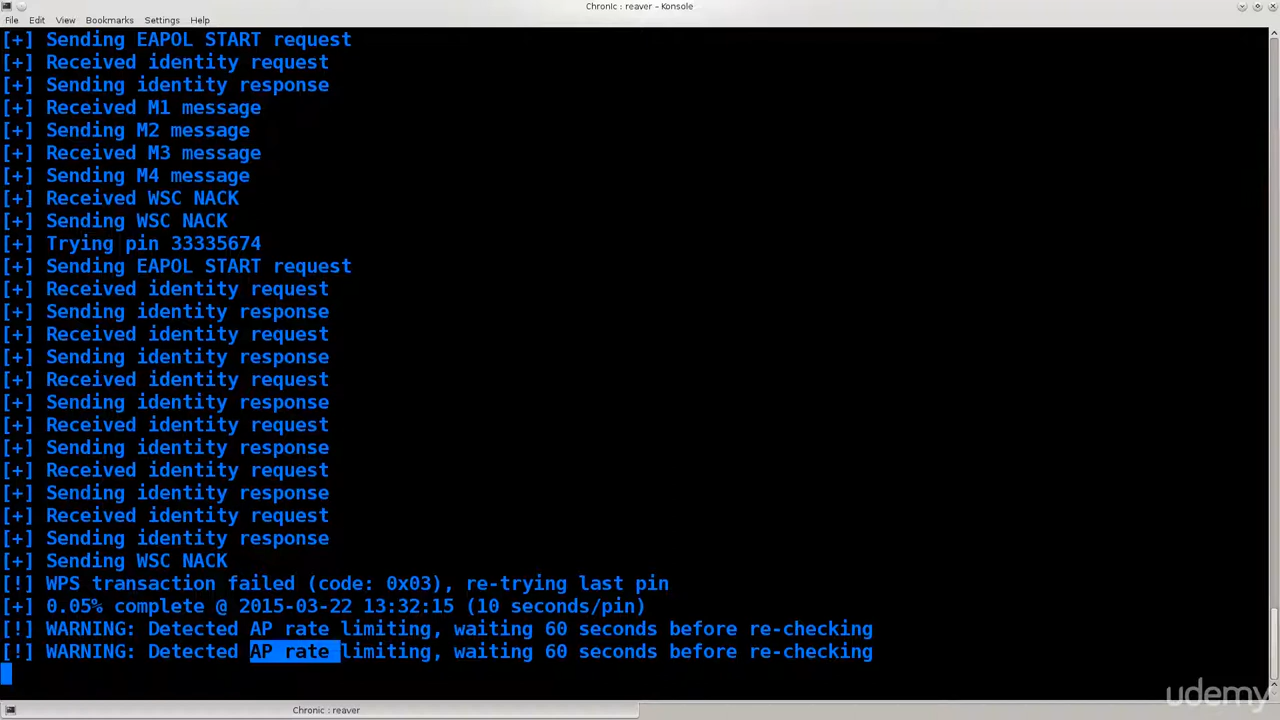 Chronic : reaver – Konsole
File Edit View Bookmarks Settings Help
[+] Sending EAPOL START request
[+] Received identity request
[+] Sending identity response
[+] Received M1 message
[+] Sending M2 message
[+] Received M3 message
[+] Sending M4 message
[+] Received WSC NACK
[+] Sending WSC NACK
[+] Trying pin 33335674
[+] Sending EAPOL START request
[+] Received identity request
[+] Sending identity response
[+] Received identity request
[+] Sending identity response
[+] Received identity request
[+] Sending identity response
[+] Received identity request
[+] Sending identity response
[+] Received identity request
[+] Sending identity response
[+] Received identity request
[+] Sending identity response
[+] Sending WSC NACK
[!] WPS transaction failed (code: 0x03), re-trying last pin
[+] 0.05% complete @ 2015-03-22 13:32:15 (10 seconds/pin)
[!] WARNING: Detected AP rate limiting, waiting 60 seconds before re-checking
[!] WARNING: Detected AP rate limiting, waiting 60 seconds before re-checking
Chronic : reaver
udemy